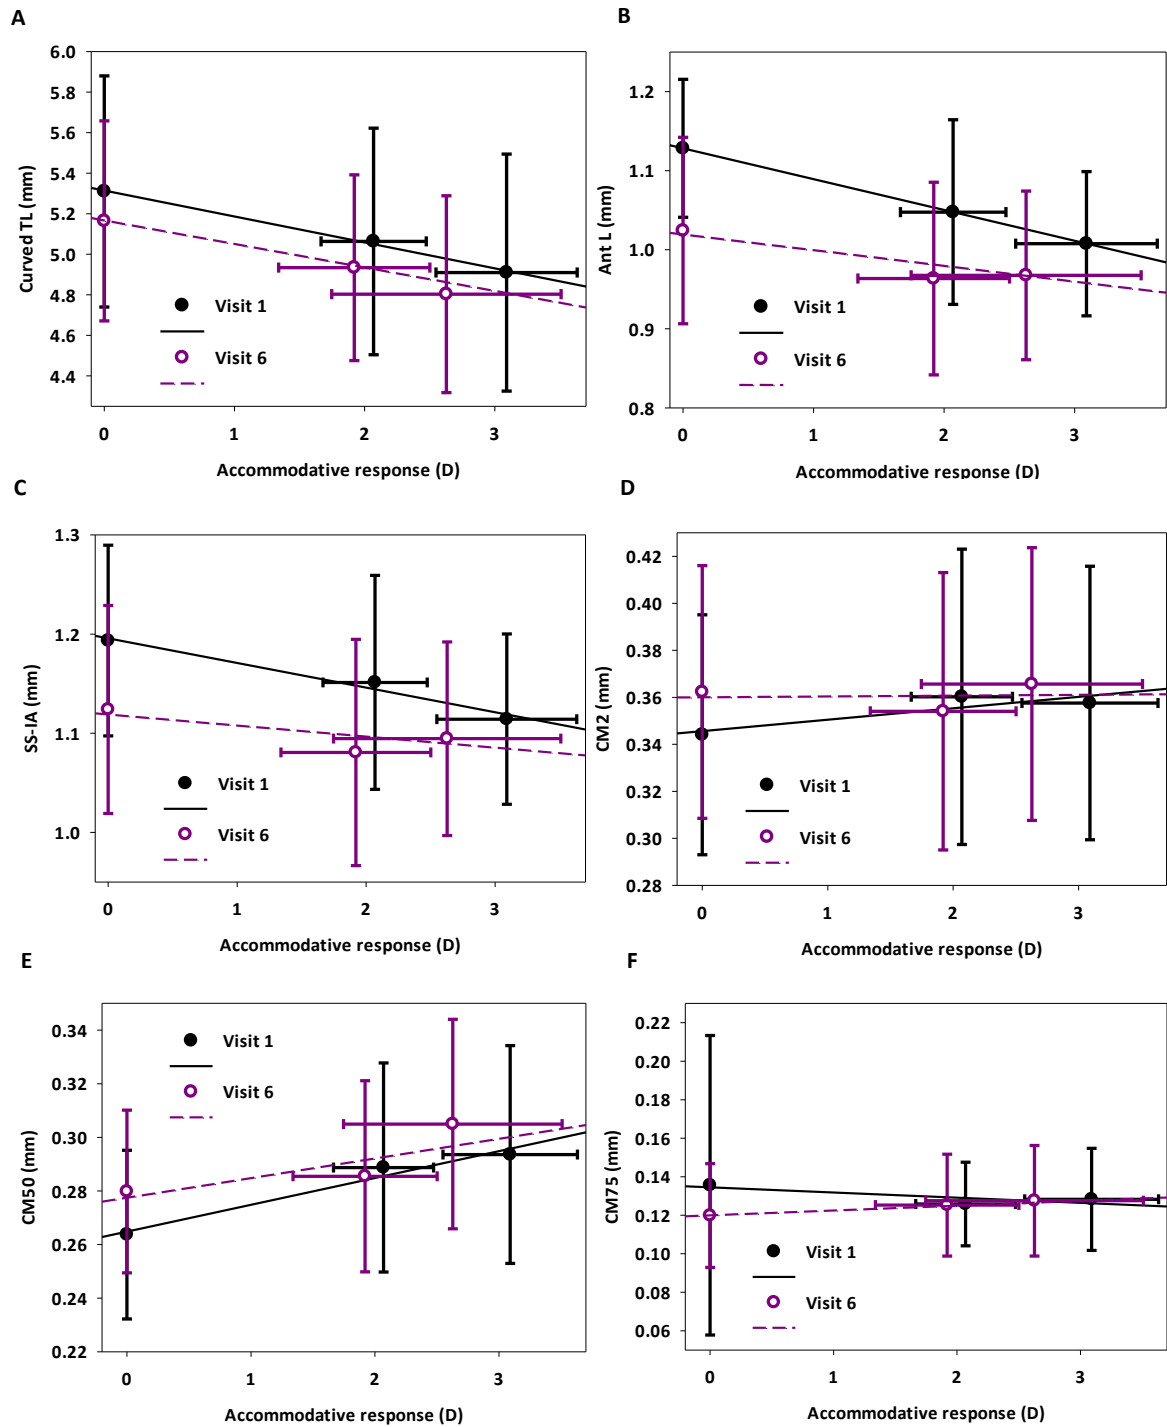 A
Curved TL (mm)
6.0
5.8
5.6
5.4
5.2
5.0
4.8
4.6
4.4
Visit 1
Visit 6
0 1 2 3
Accommodative response (D)
B
Ant L (mm)
1.2
1.1
1.0
0.9
0.8
Visit 1
Visit 6
0 1 2 3
Accommodative response (D)
C
SS-IA (mm)
1.3
1.2
1.1
1.0
Visit 1
Visit 6
0 1 2 3
Accommodative response (D)
D
CM2 (mm)
0.42
0.40
0.38
0.36
0.34
0.32
0.30
0.28
Visit 1
Visit 6
0 1 2 3
Accommodative response (D)
E
CM50 (mm)
0.34
0.32
0.30
0.28
0.26
0.24
0.22
Visit 1
Visit 6
0 1 2 3
Accommodative response (D)
F
CM75 (mm)
0.22
0.20
0.18
0.16
0.14
0.12
0.10
0.08
0.06
Visit 1
Visit 6
0 1 2 3
Accommodative response (D)